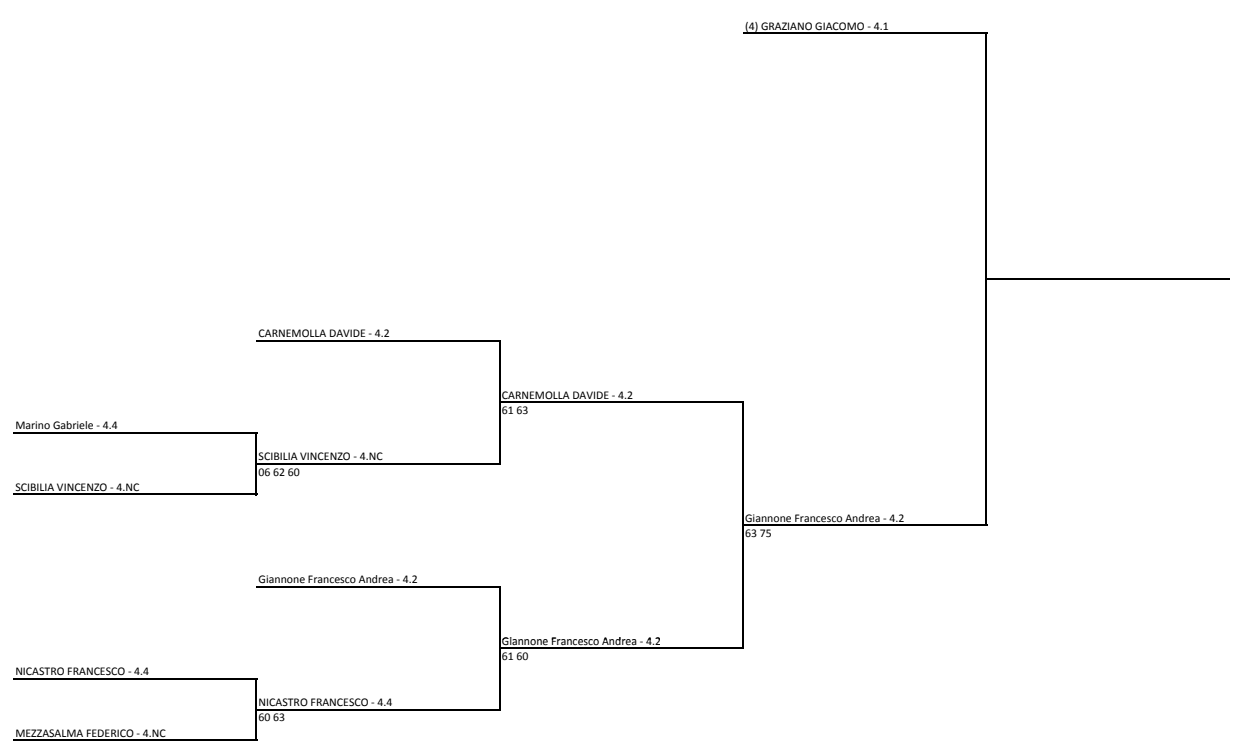 (4) GRAZIANO GIACOMO - 4.1
CARNEMOLLA DAVIDE - 4.2
CARNEMOLLA DAVIDE - 4.2
61 63
Marino Gabriele - 4.4
SCIBILIA VINCENZO - 4.NC
06 62 60
SCIBILIA VINCENZO - 4.NC
Giannone Francesco Andrea - 4.2
63 75
Giannone Francesco Andrea - 4.2
Giannone Francesco Andrea - 4.2
61 60
NICASTRO FRANCESCO - 4.4
NICASTRO FRANCESCO - 4.4
60 63
MEZZASALMA FEDERICO - 4.NC